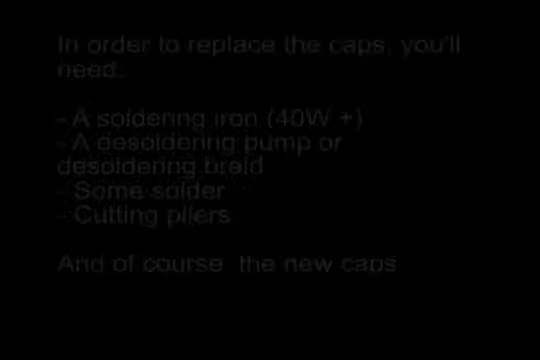 In order to replace the caps, you'll
need:
- A soldering iron (40W +)
- A desoldering pump or
desoldering braid
- Some solder
- Cutting pliers
And of course, the new caps